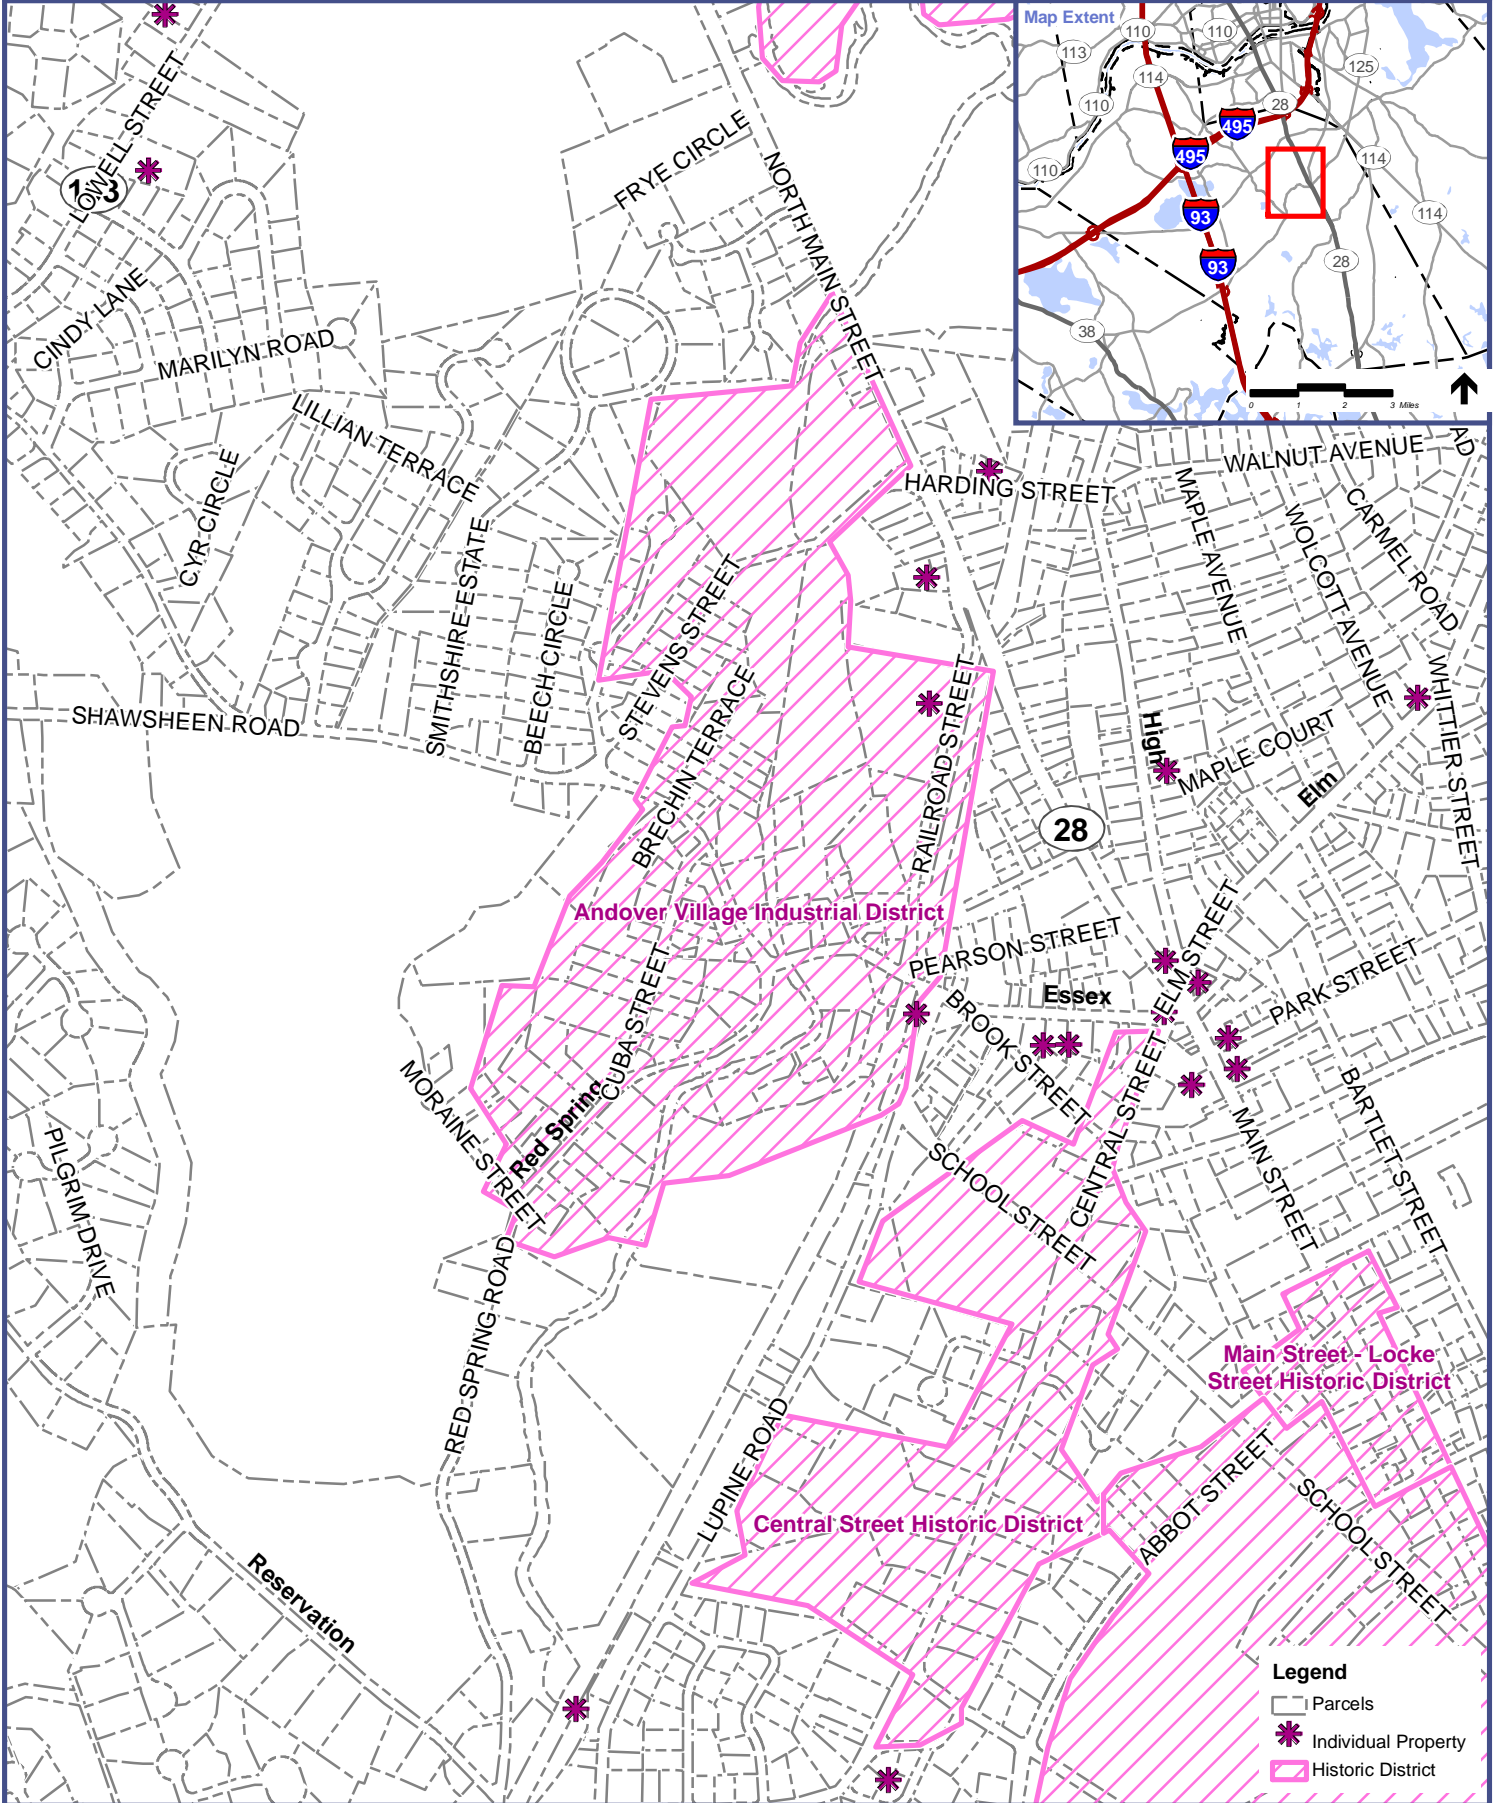 Map Extent
110
110
113
125
114
110
28
495
495
114
110
93
114
93
28
38
0 1 2 3 Miles
LOWELL STREET
FRYE CIRCLE
NORTH MAIN STREET
CINDY LANE
MARILYN ROAD
LILLIAN TERRACE
CYR CIRCLE
HARDING STREET
WALNUT AVENUE
AD
MAPLE AVENUE
WOLCOTT AVENUE
CARMEL ROAD
SMITHSHIRE ESTATE
BEECH CIRCLE
STEVENS STREET
BRECHIN TERRACE
RAILROAD STREET
SHAWSHEEN ROAD
High
MAPLE COURT
Elm
WHITTIER STREET
28
Andover Village Industrial District
PEARSON STREET
ELM STREET
Essex
PARK STREET
BROOK STREET
CUBA STREET
Red Spring
MORAINE STREET
CENTRAL STREET
MAIN STREET
BARTLET STREET
PILGRIM DRIVE
SCHOOL STREET
RED SPRING ROAD
Main Street - Locke
Street Historic District
LUPINE ROAD
Central Street Historic District
ABBOT STREET
SCHOOL STREET
Reservation
Legend
Parcels
Individual Property
Historic District